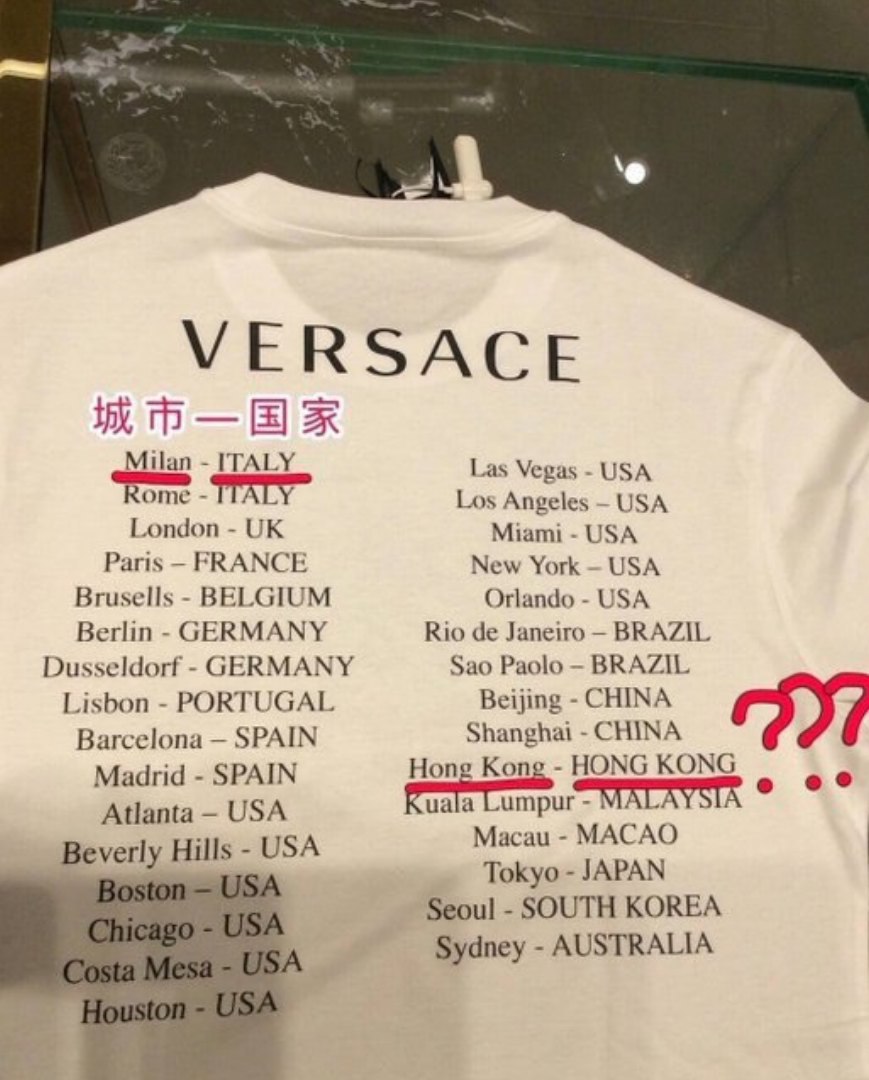 VERSACE
城市—国家
Milan - ITALY
Rome - ITALY
London - UK
Paris – FRANCE
Brusells - BELGIUM
Berlin - GERMANY
Dusseldorf - GERMANY
Lisbon - PORTUGAL
Barcelona – SPAIN
Madrid - SPAIN
Atlanta – USA
Beverly Hills - USA
Boston – USA
Chicago - USA
Costa Mesa - USA
Houston - USA
Las Vegas - USA
Los Angeles – USA
Miami - USA
New York – USA
Orlando - USA
Rio de Janeiro – BRAZIL
Sao Paolo – BRAZIL
Beijing - CHINA
Shanghai - CHINA
Hong Kong - HONG KONG
???
Kuala Lumpur - MALAYSIA
Macau - MACAO
Tokyo - JAPAN
Seoul - SOUTH KOREA
Sydney - AUSTRALIA